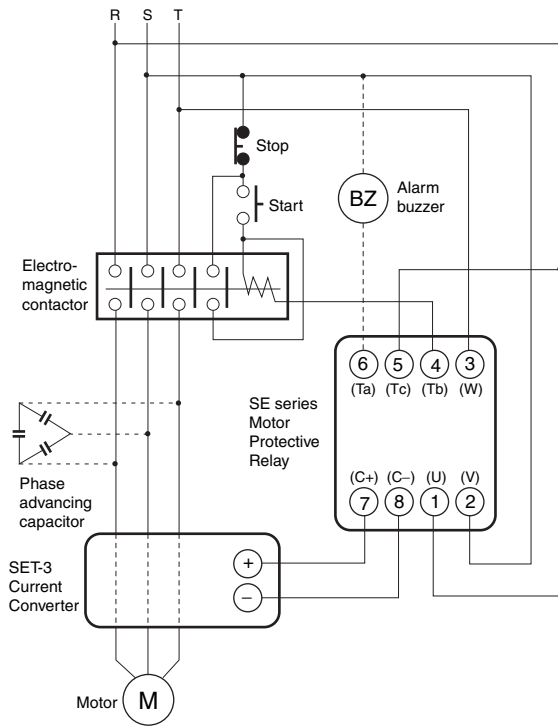 R S T
Stop
BZ
Alarm
buzzer
Start
Electro-
magnetic
contactor
6 5 4 3
(Ta) (Tc) (Tb) (W)
SE series
Motor
Protective
Relay
(C+) (C−) (U) (V)
7 8 1 2
Phase
advancing
capacitor
SET-3
Current
Converter
+
−
Motor
M